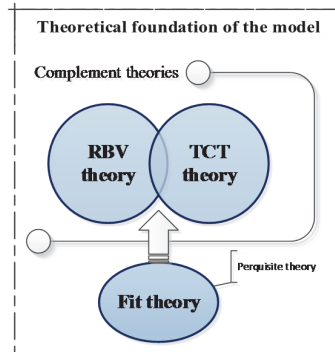 Theoretical foundation of the model
Complement theories
RBV
theory
TCT
theory
Perquisite theory
Fit theory